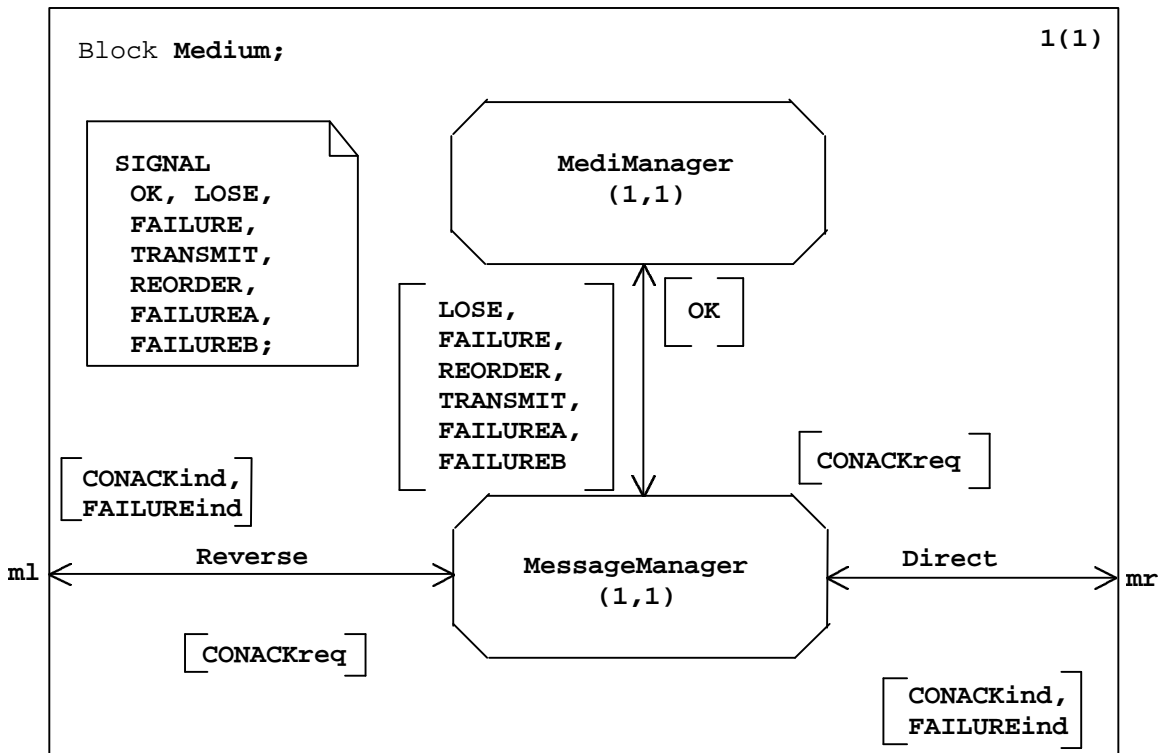 Block Medium;
1(1)
SIGNAL
OK, LOSE,
FAILURE,
TRANSMIT,
REORDER,
FAILUREA,
FAILUREB;
MediManager
(1,1)
LOSE,
FAILURE,
REORDER,
TRANSMIT,
FAILUREA,
FAILUREB
OK
CONACKind,
FAILUREind
CONACKreq
ml
Reverse
MessageManager
(1,1)
Direct
mr
CONACKreq
CONACKind,
FAILUREind